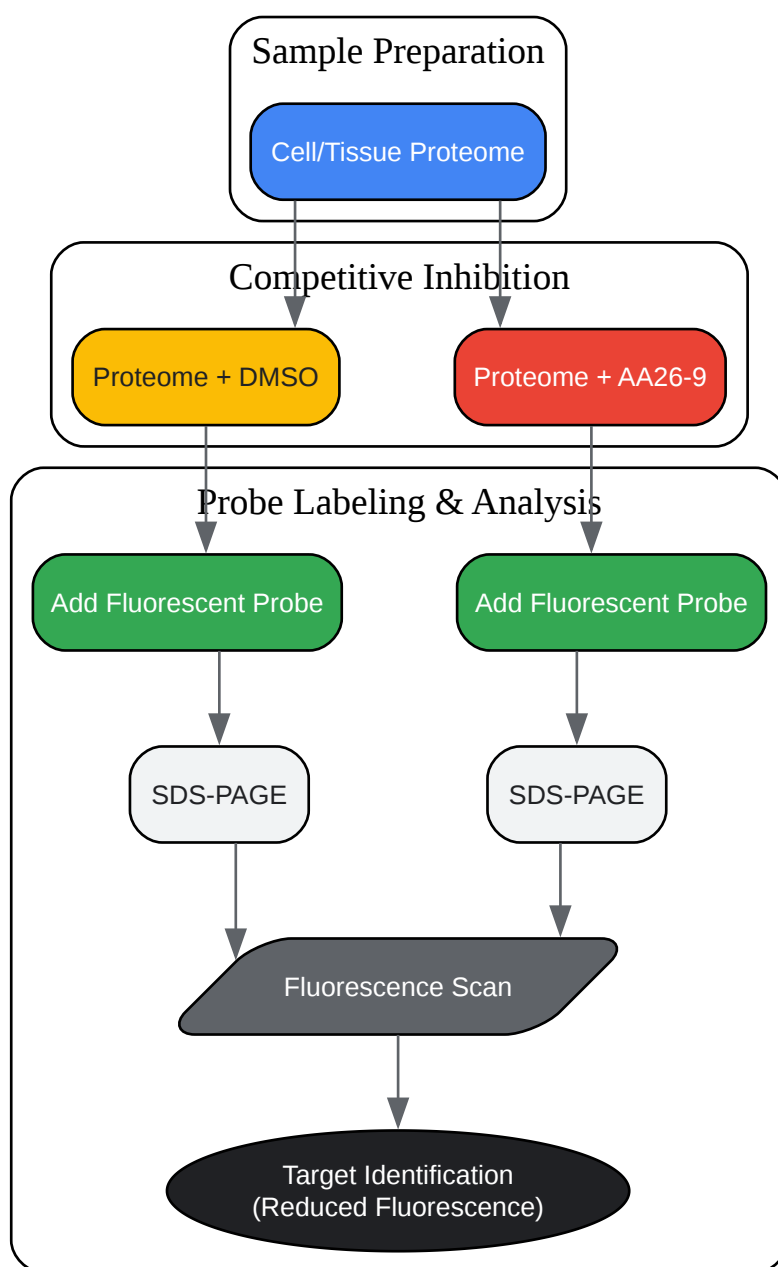 Sample Preparation
Cell/Tissue Proteome
Competitive Inhibition
Proteome + DMSO
Proteome + AA26-9
Probe Labeling & Analysis
Add Fluorescent Probe
Add Fluorescent Probe
SDS-PAGE
SDS-PAGE
Fluorescence Scan
Target Identification
(Reduced Fluorescence)